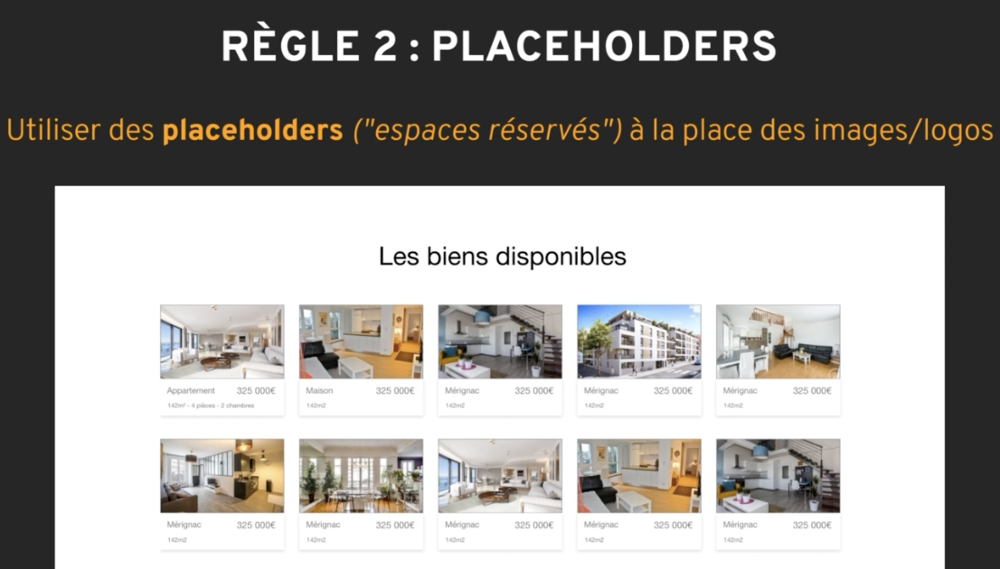 RÈGLE 2 : PLACEHOLDERS
Utiliser des placeholders ("espaces réservés") à la place des images/logos
Les biens disponibles
Appartement 325 000€
142m² - 4 pièces - 2 chambres
Maison 325 000€
142m2
Mérignac 325 000€
142m2
Mérignac 325 000€
142m2
Mérignac 325 000€
142m2
Mérignac 325 000€
142m2
Mérignac 325 000€
142m2
Mérignac 325 000€
142m2
Mérignac 325 000€
142m2
Mérignac 325 000€
142m2